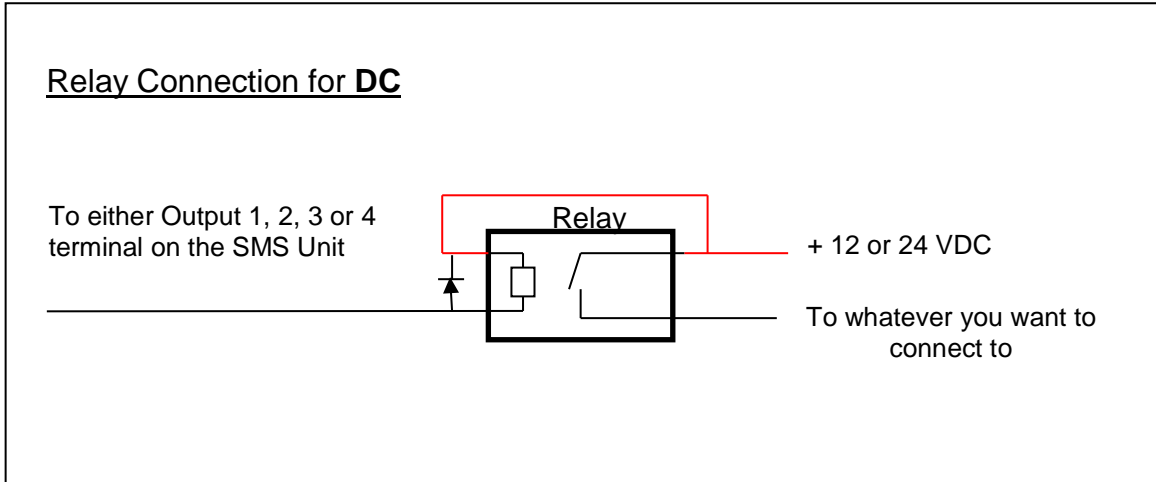 Relay Connection for DC
To either Output 1, 2, 3 or 4
terminal on the SMS Unit
Relay
+ 12 or 24 VDC
To whatever you want to
connect to